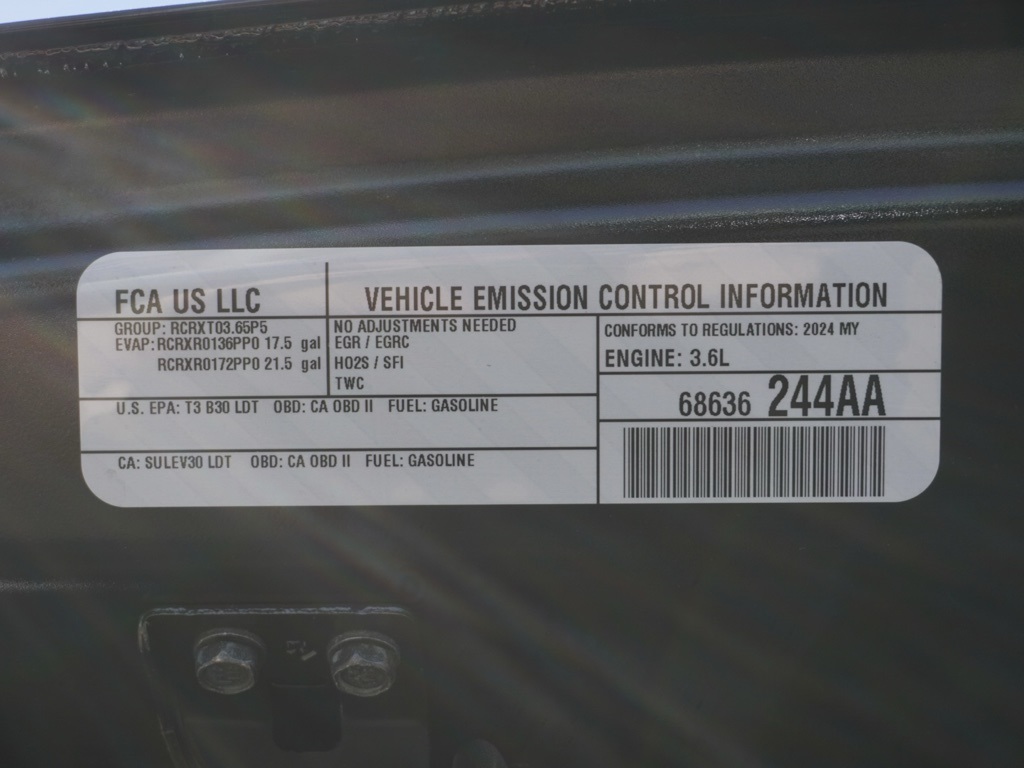 FCA US LLC
VEHICLE EMISSION CONTROL INFORMATION
GROUP: RCRXT03.65P5
EVAP: RCRXR0136PP0 17.5 gal
RCRXR0172PP0 21.5 gal
NO ADJUSTMENTS NEEDED
EGR / EGRC
HO2S / SFI
TWC
CONFORMS TO REGULATIONS: 2024 MY
ENGINE: 3.6L
68636 244AA
U.S. EPA: T3 B30 LDT OBD: CA OBD II FUEL: GASOLINE
CA: SULEV30 LDT OBD: CA OBD II FUEL: GASOLINE